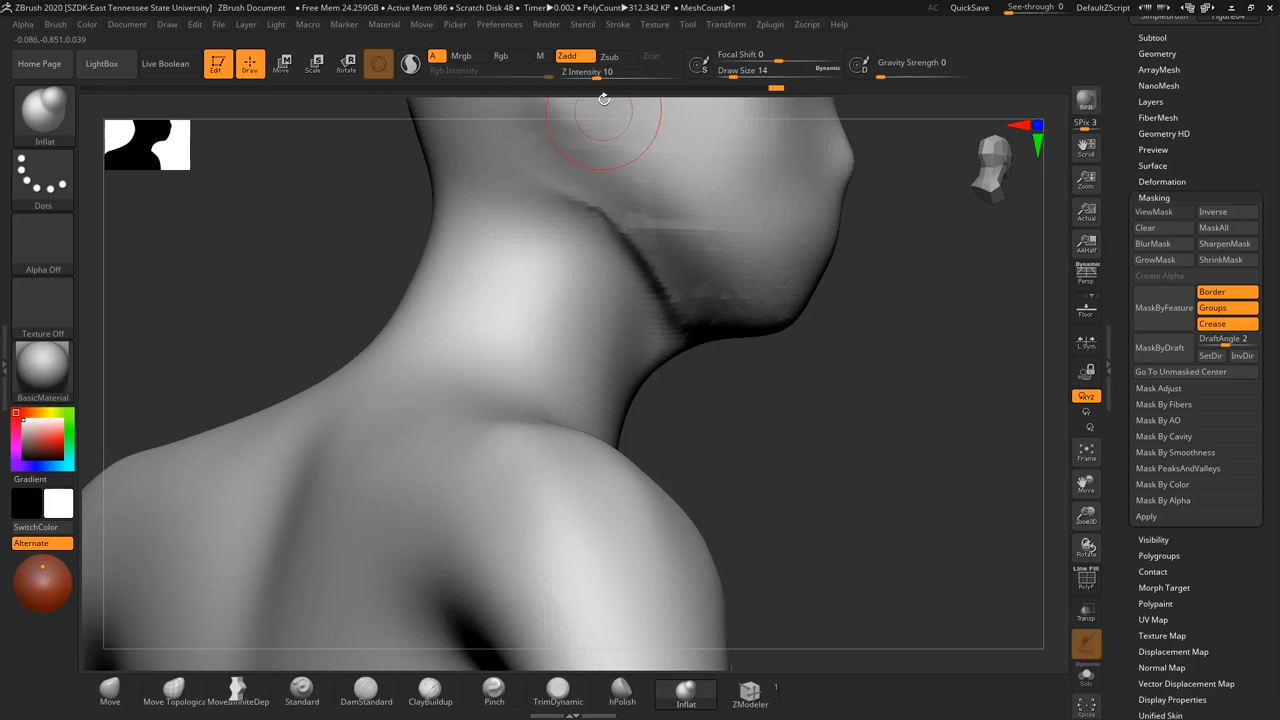 ZBrush 2020 [SZDK-East Tennessee State University] ZBrush Document • Free Mem 24.259GB • Active Mem 986 • Scratch Disk 48 • Timer▶0.002 • PolyCount▶312.342 KP • MeshCount▶1 AC QuickSave See-through 0 Menus DefaultZScript
Alpha Brush Color Document Draw Edit File Layer Light Macro Marker Material Movie Picker Preferences Render Stencil Stroke Texture Tool Transform Zplugin Zscript Help
-0.086,-0.851,0.039
Home Page LightBox Live Boolean Edit Draw Move Scale Rotate
A Mrgb Rgb M Zadd Zsub Zcut
Rgb Intensity Z Intensity 10
Focal Shift 0
Draw Size 14 Dynamic
Gravity Strength 0
Inflat
Dots
Alpha Off
Texture Off
BasicMaterial
Gradient
SwitchColor
Alternate
BPR
SPix 3
Scroll
Zoom
Actual
AAHalf
Dynamic
Persp
Floor
L.Sym
XYZ
Frame
Move
Zoom3D
Rotate
Line Fill
PolyF
Transp
Dynamic
Solo
Xpose
Subtool
Geometry
ArrayMesh
NanoMesh
Layers
FiberMesh
Geometry HD
Preview
Surface
Deformation
Masking
ViewMask Inverse
Clear MaskAll
BlurMask SharpenMask
GrowMask ShrinkMask
Create Alpha
MaskByFeature Border
Groups
Crease
MaskByDraft DraftAngle 2
SetDir InvDir
Go To Unmasked Center
Mask Adjust
Mask By Fibers
Mask By AO
Mask By Cavity
Mask By Smoothness
Mask PeaksAndValleys
Mask By Color
Mask By Alpha
Apply
Visibility
Polygroups
Contact
Morph Target
Polypaint
UV Map
Texture Map
Displacement Map
Normal Map
Vector Displacement Map
Display Properties
Unified Skin
Move Move Topologic MoveInfiniteDep Standard DamStandard ClayBuildup Pinch TrimDynamic hPolish Inflat ZModeler 1